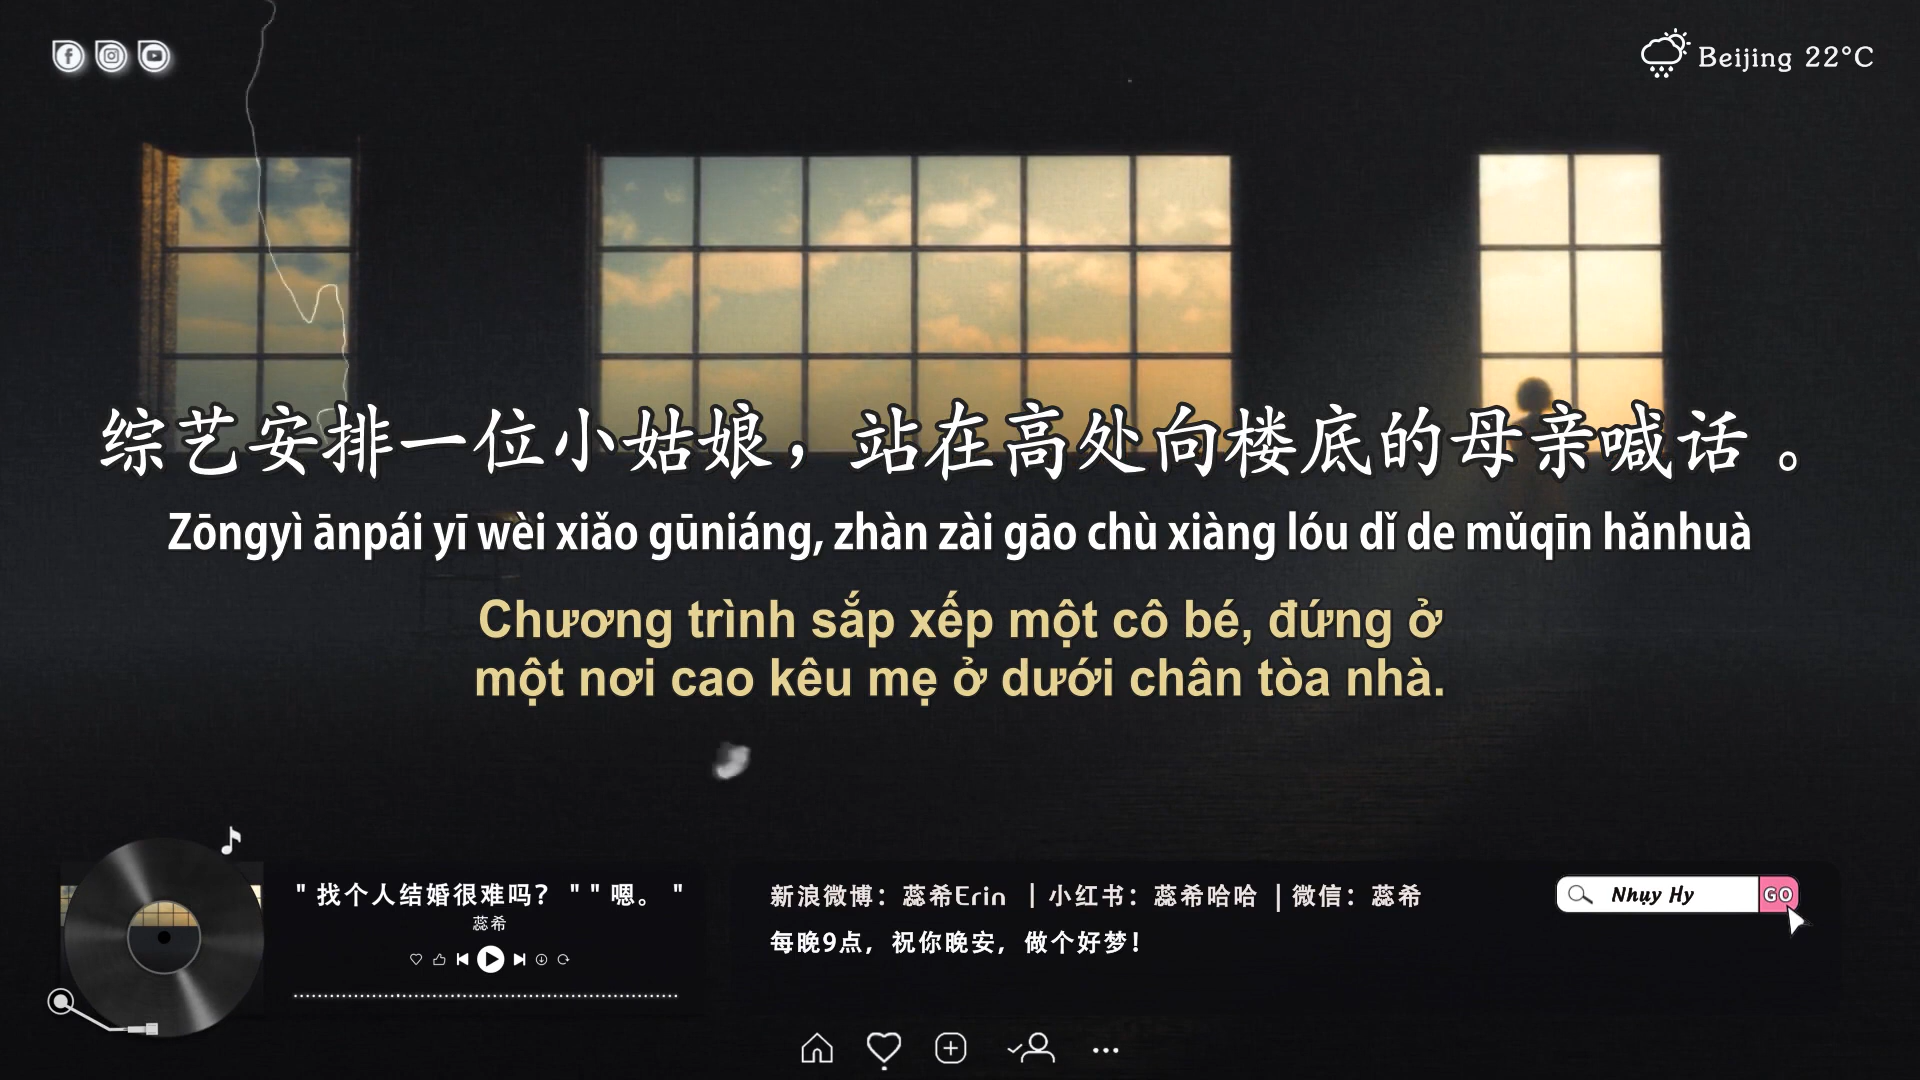 Beijing 22°C
综艺安排一位小姑娘，站在高处向楼底的母亲喊话 。
Zōngyì ānpái yī wèi xiǎo gūniáng, zhàn zài gāo chù xiàng lóu dǐ de mǔqīn hǎnhuà
Chương trình sắp xếp một cô bé, đứng ở
một nơi cao kêu mẹ ở dưới chân tòa nhà.
" 找个人结婚很难吗？ " " 嗯。 "
蕊希
新浪微博：蕊希Erin ｜小红书：蕊希哈哈 ｜微信：蕊希
每晚9点，祝你晚安，做个好梦！
Nhụy Hy GO